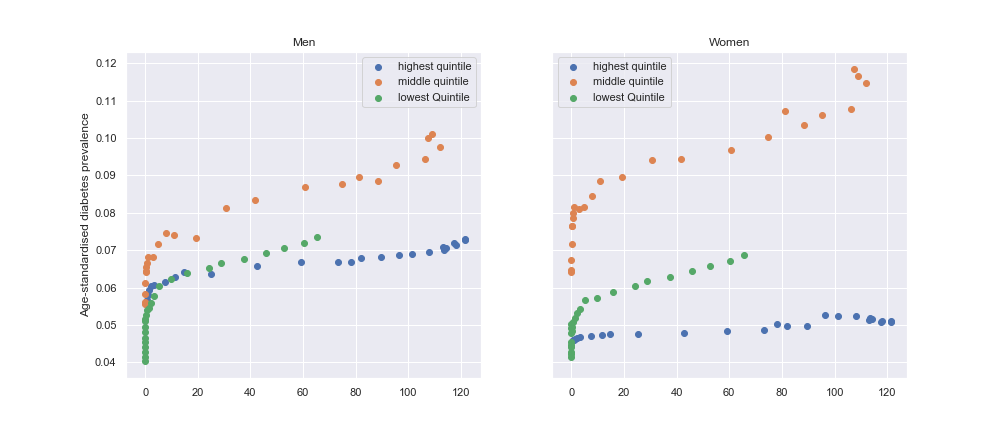 Men
Women
Age-standardised diabetes prevalence
0.12
0.11
0.10
0.09
0.08
0.07
0.06
0.05
0.04
highest quintile
middle quintile
lowest Quintile
highest quintile
middle quintile
lowest Quintile
0 20 40 60 80 100 120
0 20 40 60 80 100 120